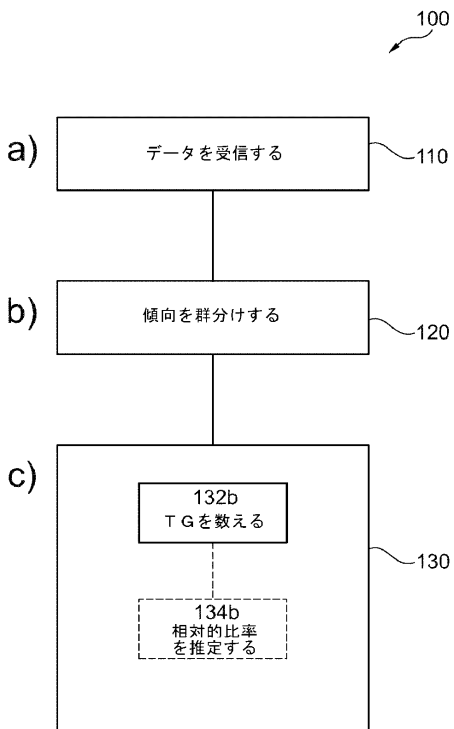 100
a)
データを受信する
110
b)
傾向を群分けする
120
c)
132b
ＴＧを数える
130
134b
相対的比率
を推定する